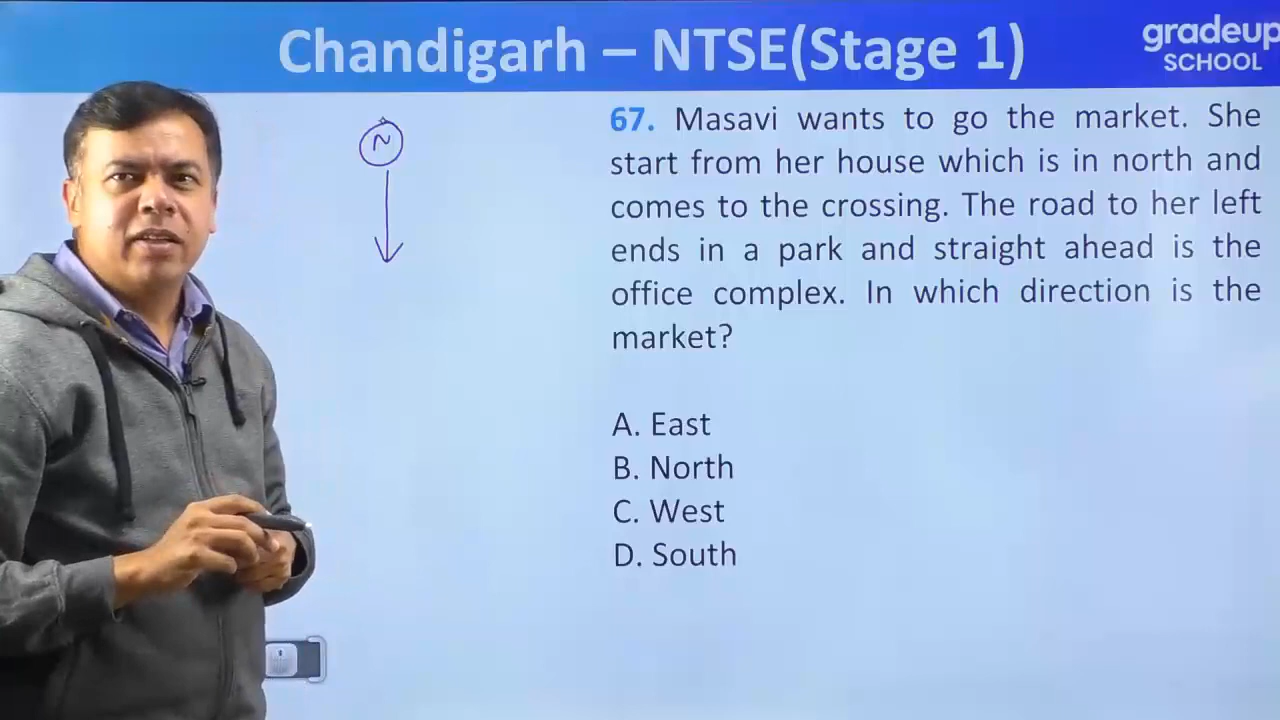 Chandigarh – NTSE(Stage 1)
gradeup
SCHOOL
N
67. Masavi wants to go the market. She
start from her house which is in north and
comes to the crossing. The road to her left
ends in a park and straight ahead is the
office complex. In which direction is the
market?
A. East
B. North
C. West
D. South